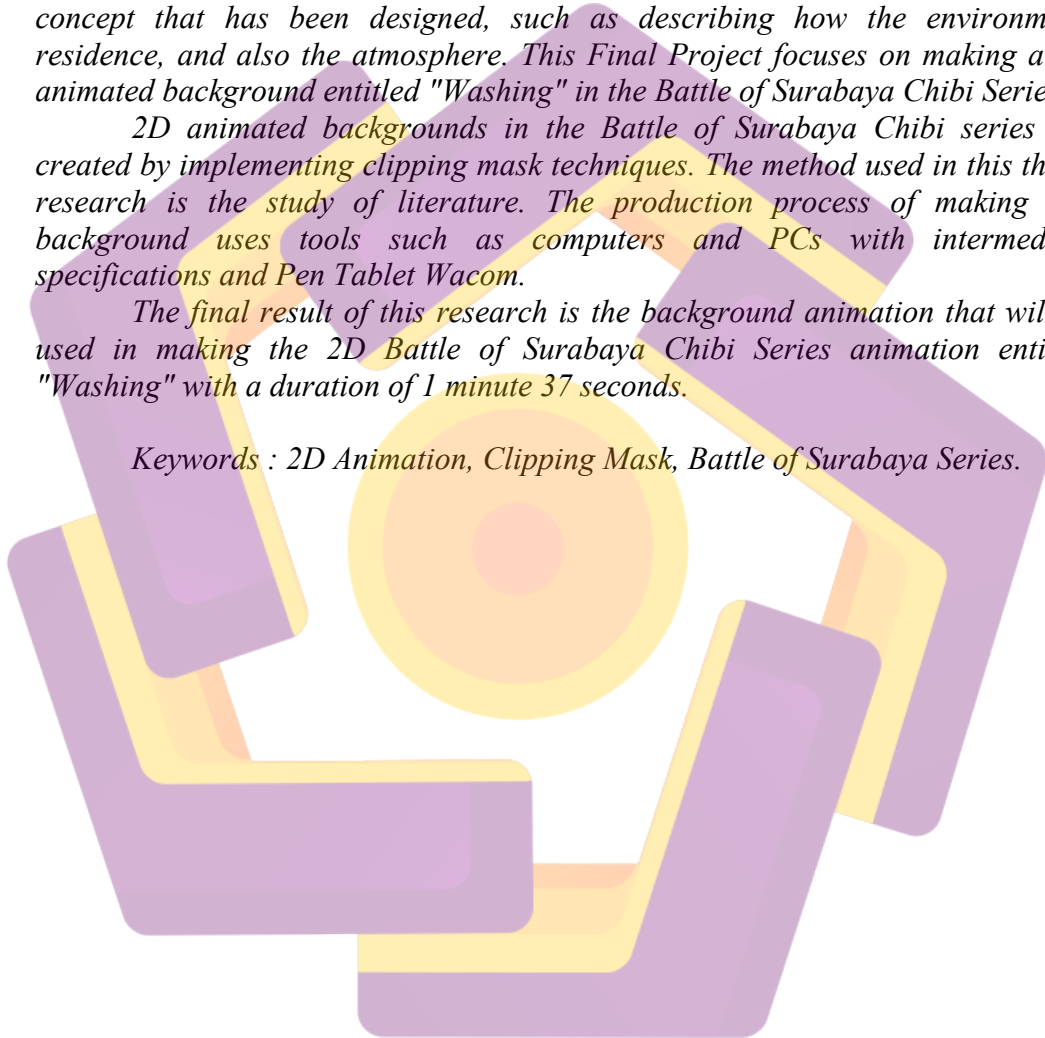 concept that has been designed, such as describing how the environm
residence, and also the atmosphere. This Final Project focuses on making a
animated background entitled "Washing" in the Battle of Surabaya Chibi Serie
2D animated backgrounds in the Battle of Surabaya Chibi series
created by implementing clipping mask techniques. The method used in this th
research is the study of literature. The production process of making
background uses tools such as computers and PCs with intermed
specifications and Pen Tablet Wacom.
The final result of this research is the background animation that wil
used in making the 2D Battle of Surabaya Chibi Series animation enti
"Washing" with a duration of 1 minute 37 seconds.
Keywords : 2D Animation, Clipping Mask, Battle of Surabaya Series.